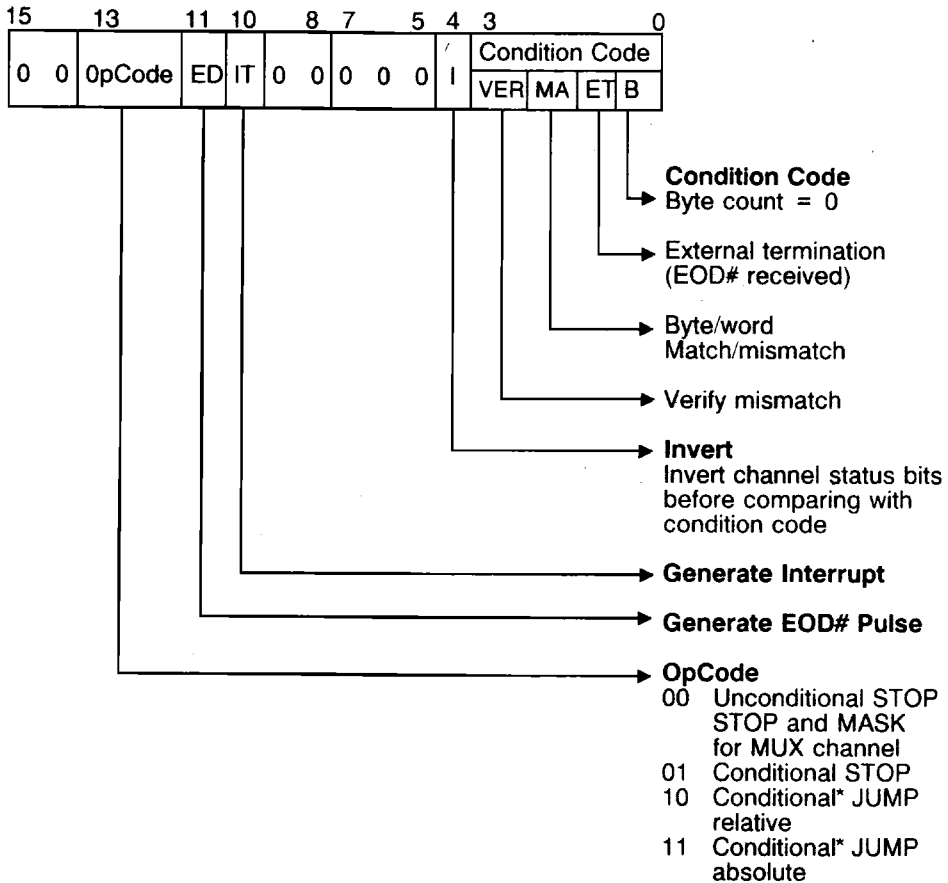 15 13 11 10 8 7 5 4 3 0
Condition Code
0 0 0pCode ED IT 0 0 0 0 0 I
VER MA ET B
Condition Code
Byte count = 0
External termination
(EOD# received)
Byte/word
Match/mismatch
Verify mismatch
Invert
Invert channel status bits
before comparing with
condition code
Generate Interrupt
Generate EOD# Pulse
OpCode
00 Unconditional STOP
STOP and MASK
for MUX channel
01 Conditional STOP
10 Conditional* JUMP
relative
11 Conditional* JUMP
absolute